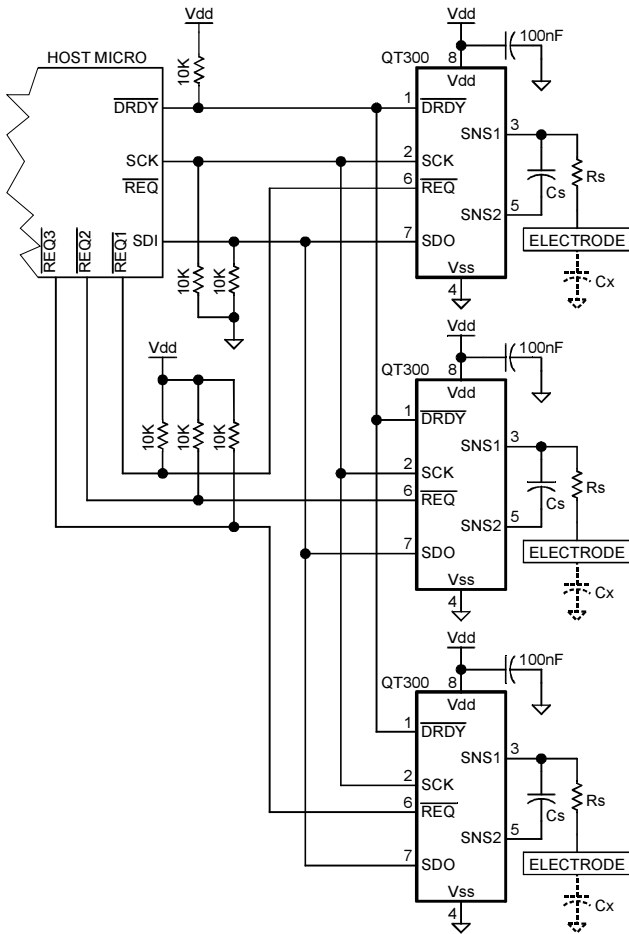 Vdd
Vdd
100nF
HOST MICRO
10K
QT300
8
Vdd
DRDY
1
DRDY
SNS1
3
SCK
2
SCK
REQ
6
REQ
Cs
Rs
SNS2
5
REQ3
REQ2
REQ1
SDI
7
SDO
ELECTRODE
10K
10K
Vss
4
Cx
Vdd
Vdd
100nF
QT300
8
Vdd
10K
10K
10K
1
DRDY
SNS1
3
2
SCK
6
REQ
Cs
Rs
SNS2
5
7
SDO
ELECTRODE
Vss
4
Cx
Vdd
100nF
QT300
8
Vdd
1
DRDY
SNS1
3
2
SCK
6
REQ
Cs
Rs
SNS2
5
7
SDO
ELECTRODE
Vss
4
Cx